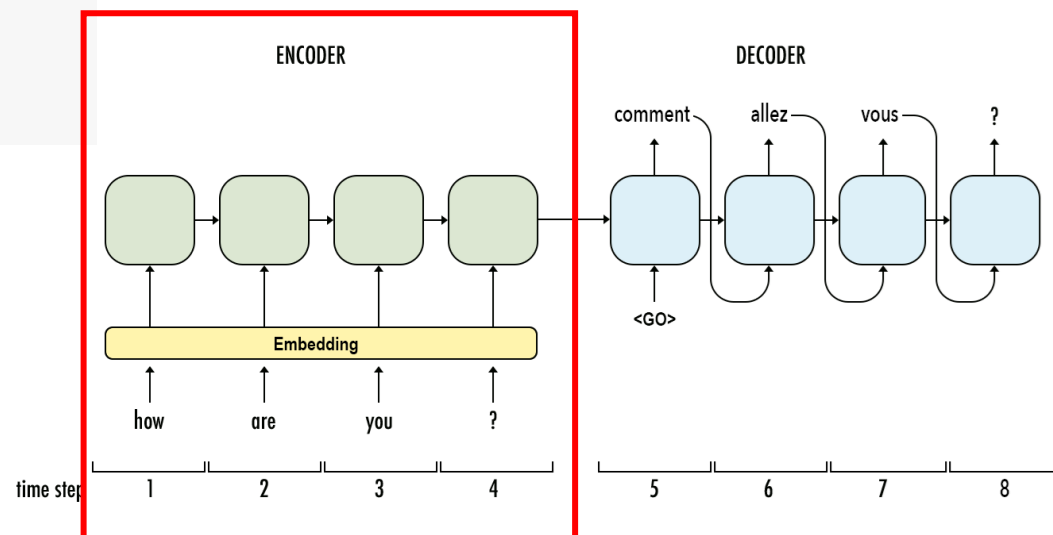 ENCODER DECODER
comment allez vous ?
<GO>
Embedding
how are you ?
time step 1 2 3 4 5 6 7 8